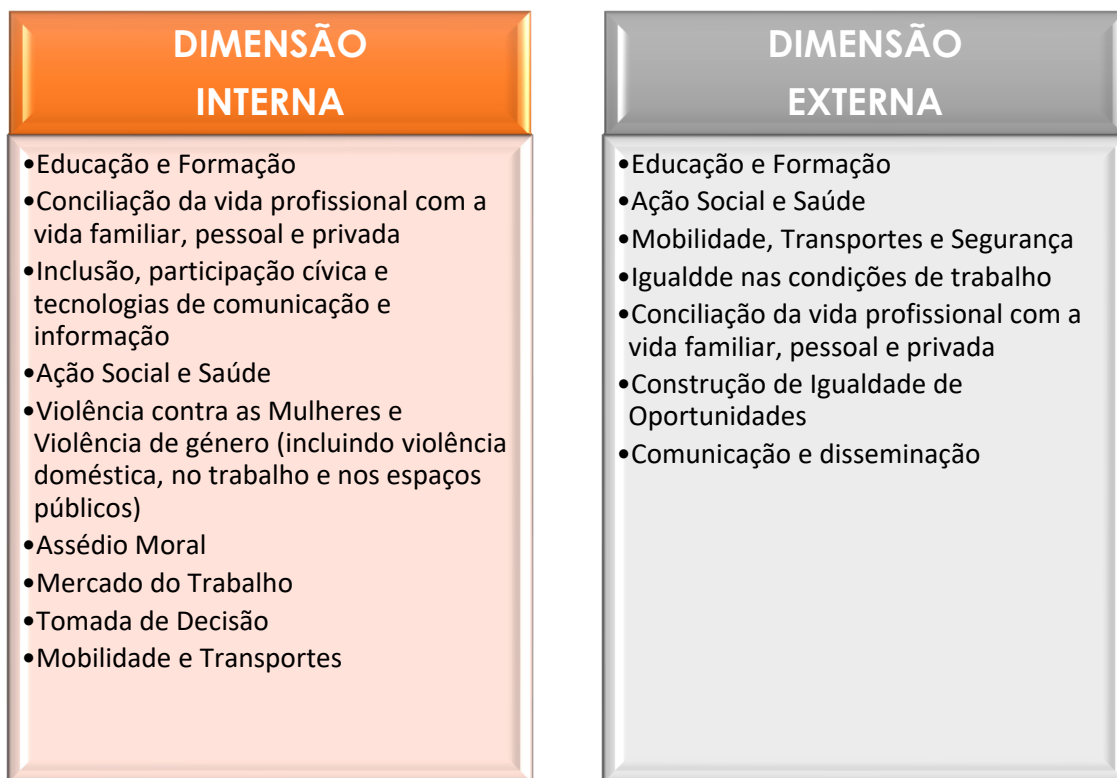 DIMENSÃO
INTERNA
•Educação e Formação
•Conciliação da vida profissional com a
vida familiar, pessoal e privada
•Inclusão, participação cívica e
tecnologias de comunicação e
informação
•Ação Social e Saúde
•Violência contra as Mulheres e
Violência de género (incluindo violência
doméstica, no trabalho e nos espaços
públicos)
•Assédio Moral
•Mercado do Trabalho
•Tomada de Decisão
•Mobilidade e Transportes
DIMENSÃO
EXTERNA
•Educação e Formação
•Ação Social e Saúde
•Mobilidade, Transportes e Segurança
•Igualdde nas condições de trabalho
•Conciliação da vida profissional com a
vida familiar, pessoal e privada
•Construção de Igualdade de
Oportunidades
•Comunicação e disseminação